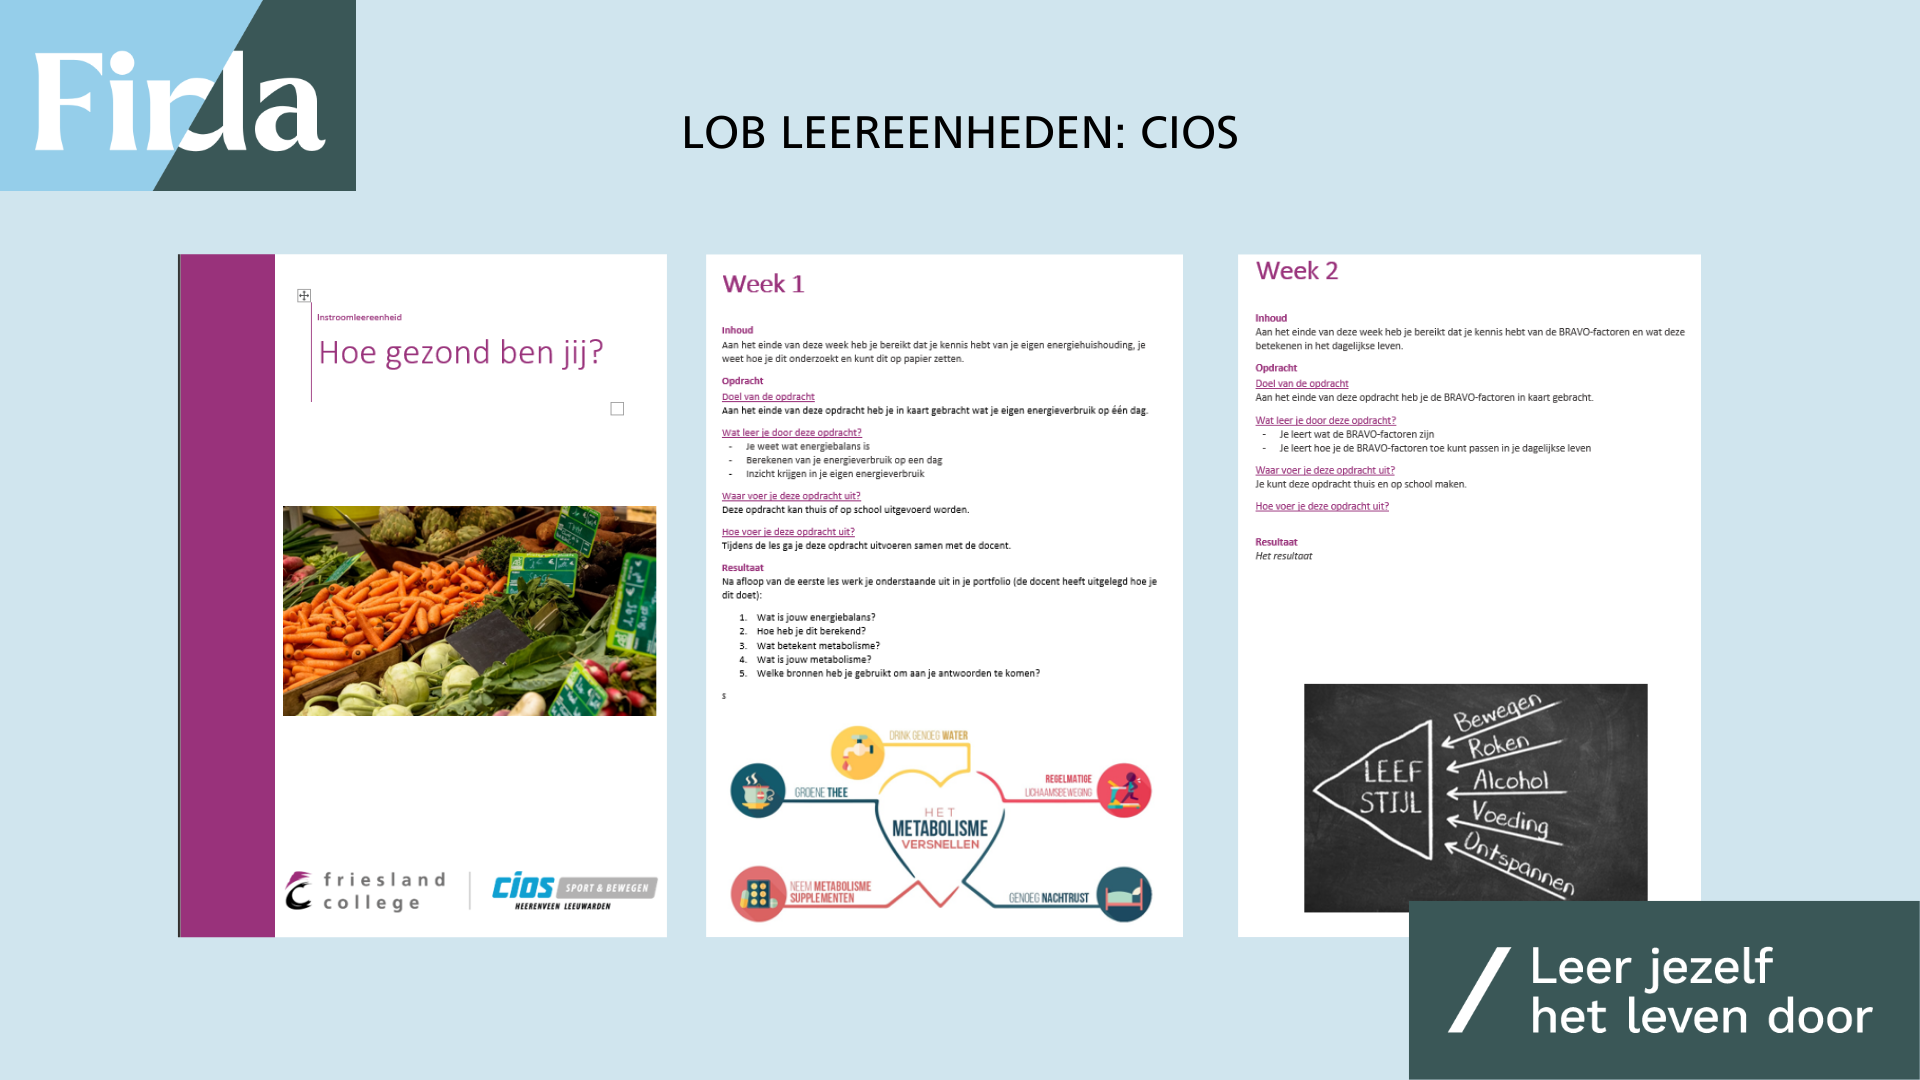 Firda
LOB LEEREENHEDEN: CIOS
Instroomleereenheid
Hoe gezond ben jij?
friesland
college
cios SPORT & BEWEGEN
HEERENVEEN LEEUWARDEN
Week 1
Inhoud
Aan het einde van deze week heb je bereikt dat je kennis hebt van je eigen energiehuishouding, je
weet hoe je dit onderzoekt en kunt dit op papier zetten.
Opdracht
Doel van de opdracht
Aan het einde van deze opdracht heb je in kaart gebracht wat je eigen energieverbruik op één dag.
Wat leer je door deze opdracht?
- Je weet wat energiebalans is
- Berekenen van je energieverbruik op een dag
- Inzicht krijgen in je eigen energieverbruik
Waar voer je deze opdracht uit?
Deze opdracht kan thuis of op school uitgevoerd worden.
Hoe voer je deze opdracht uit?
Tijdens de les ga je deze opdracht uitvoeren samen met de docent.
Resultaat
Na afloop van de eerste les werk je onderstaande uit in je portfolio (de docent heeft uitgelegd hoe je
dit doet):
1. Wat is jouw energiebalans?
2. Hoe heb je dit berekend?
3. Wat betekent metabolisme?
4. Wat is jouw metabolisme?
5. Welke bronnen heb je gebruikt om aan je antwoorden te komen?
s
DRINK GENOEG WATER
GROENE THEE
REGELMATIGE
LICHAAMSBEWEGING
HET
METABOLISME
VERSNELLEN
NEEM METABOLISME
SUPPLEMENTEN
GENOEG NACHTRUST
Week 2
Inhoud
Aan het einde van deze week heb je bereikt dat je kennis hebt van de BRAVO-factoren en wat deze
betekenen in het dagelijkse leven.
Opdracht
Doel van de opdracht
Aan het einde van deze opdracht heb je de BRAVO-factoren in kaart gebracht.
Wat leer je door deze opdracht?
- Je leert wat de BRAVO-factoren zijn
- Je leert hoe je de BRAVO-factoren toe kunt passen in je dagelijkse leven
Waar voer je deze opdracht uit?
Je kunt deze opdracht thuis en op school maken.
Hoe voer je deze opdracht uit?
Resultaat
Het resultaat
LEEF
STIJL
Bewegen
Roken
Alcohol
Voeding
Ontspannen
Leer jezelf
het leven door